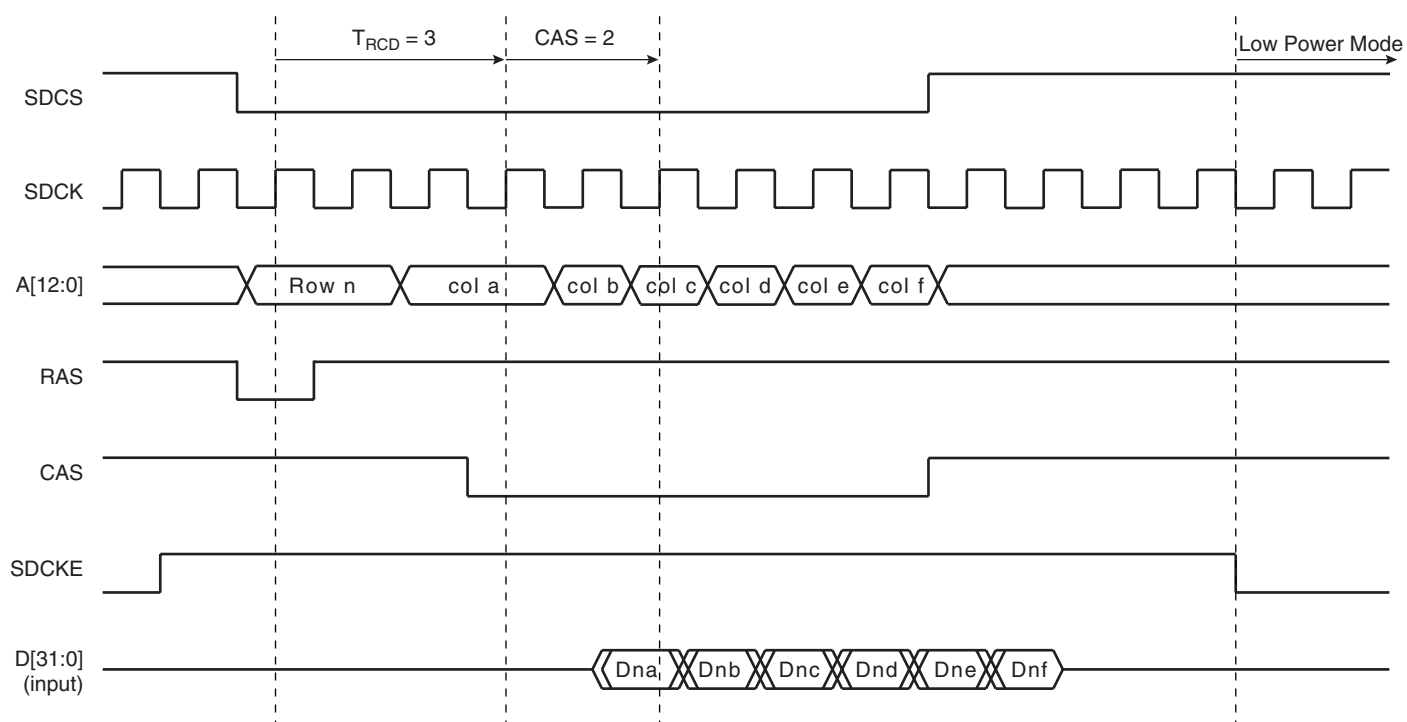 T_RCD = 3
CAS = 2
Low Power Mode
SDCS
SDCK
A[12:0]
Row n
col a
col b
col c
col d
col e
col f
RAS
CAS
SDCKE
D[31:0]
(input)
Dna
Dnb
Dnc
Dnd
Dne
Dnf